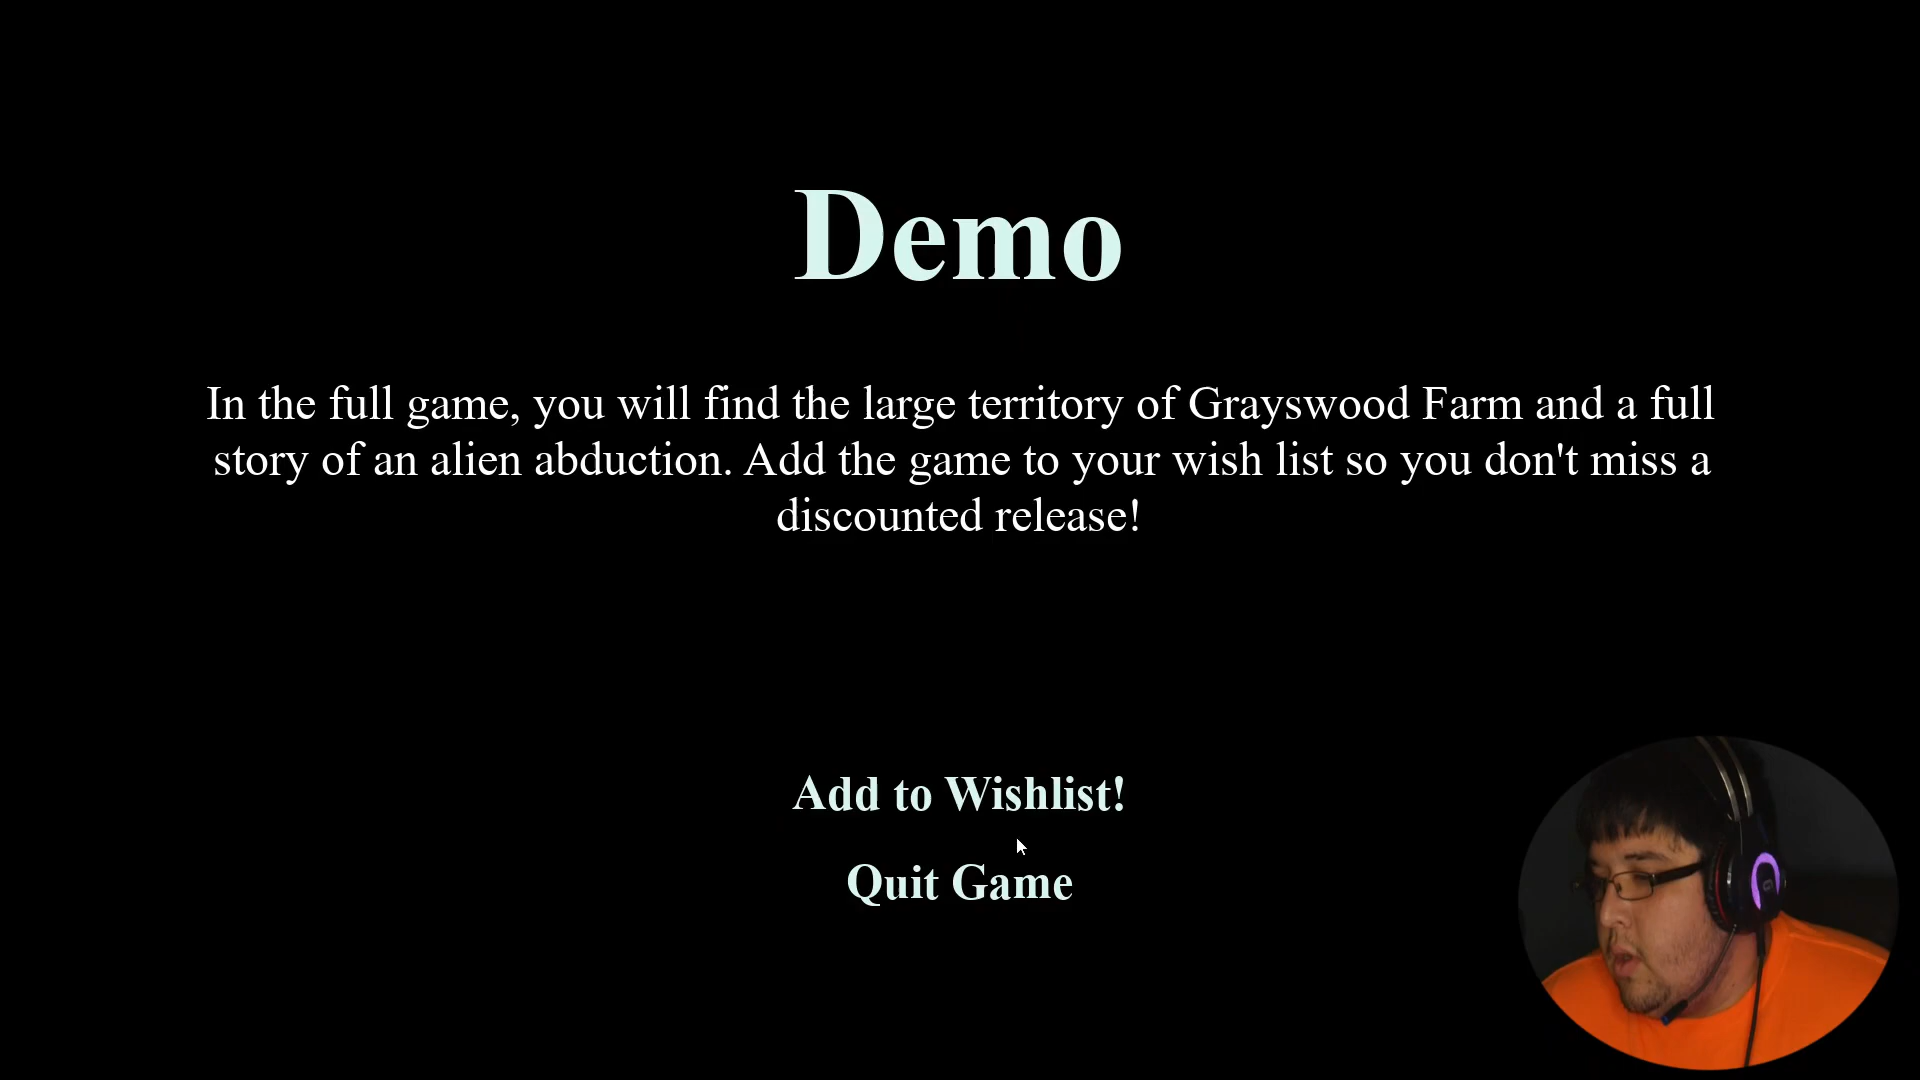 Demo
In the full game, you will find the large territory of Grayswood Farm and a full
story of an alien abduction. Add the game to your wish list so you don't miss a
discounted release!
Add to Wishlist!
Quit Game